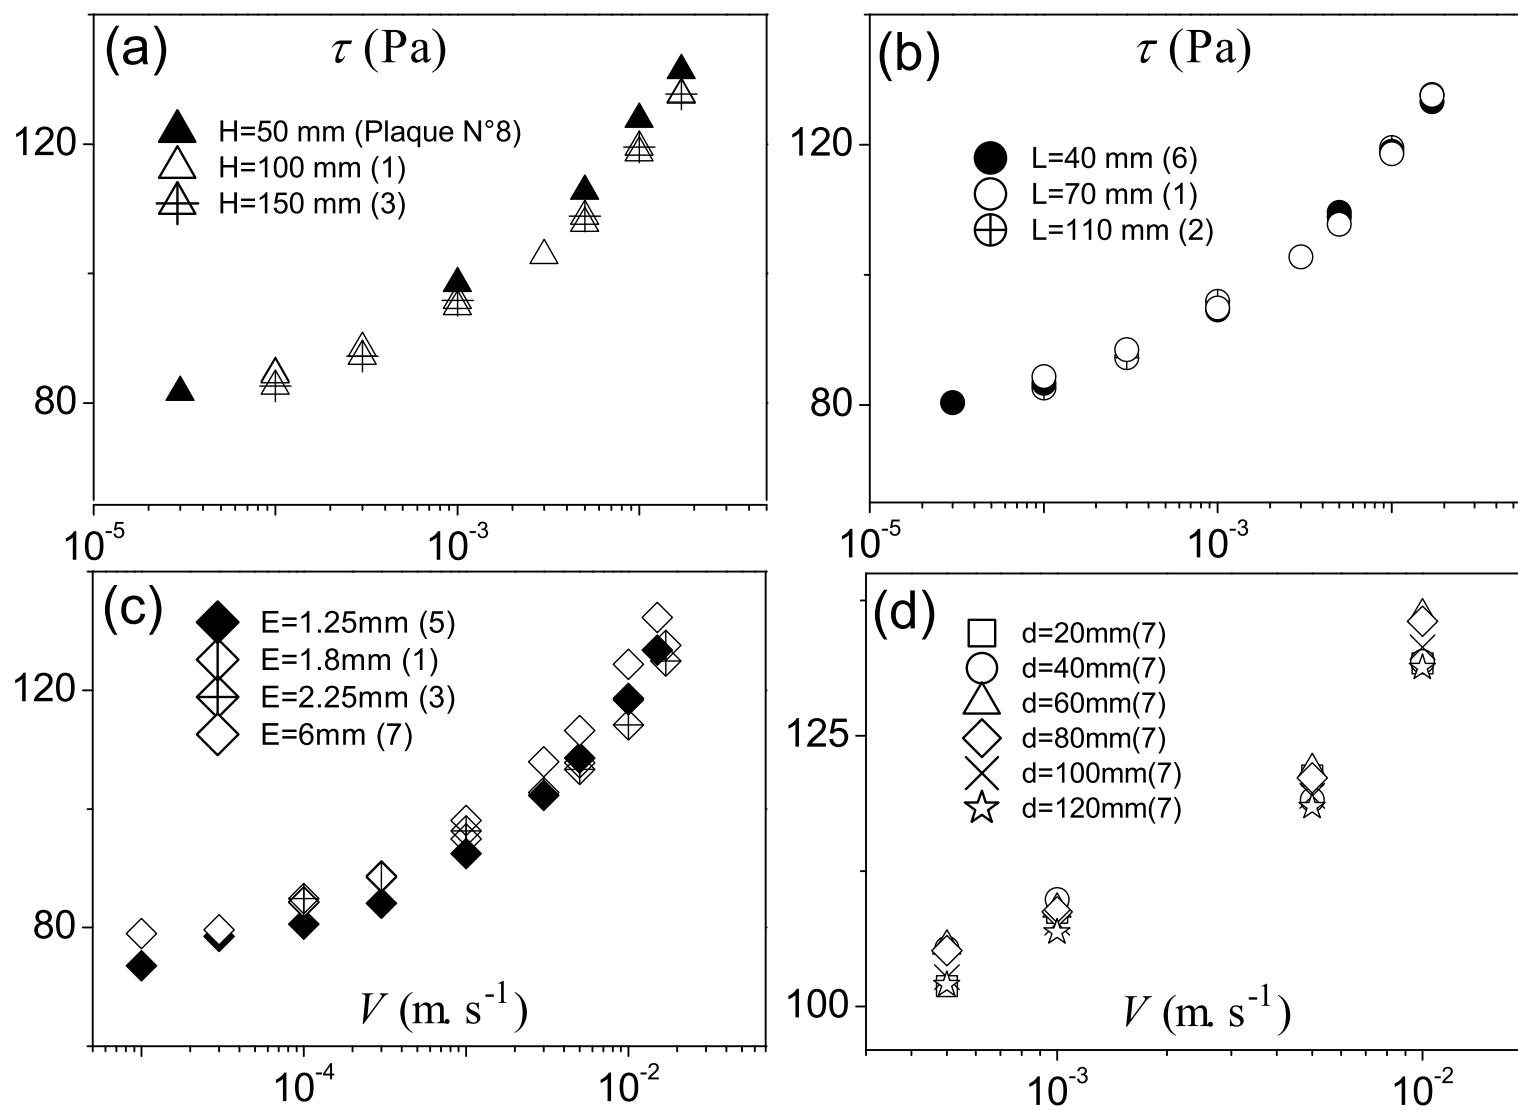 (a)
τ (Pa)
H=50 mm (Plaque N°8)
H=100 mm (1)
H=150 mm (3)
120
80
10⁻⁵
10⁻³
(b)
τ (Pa)
L=40 mm (6)
L=70 mm (1)
L=110 mm (2)
120
80
10⁻⁵
10⁻³
(c)
E=1.25mm (5)
E=1.8mm (1)
E=2.25mm (3)
E=6mm (7)
120
80
V (m. s⁻¹)
10⁻⁴
10⁻²
(d)
d=20mm(7)
d=40mm(7)
d=60mm(7)
d=80mm(7)
d=100mm(7)
d=120mm(7)
125
100
V (m. s⁻¹)
10⁻³
10⁻²